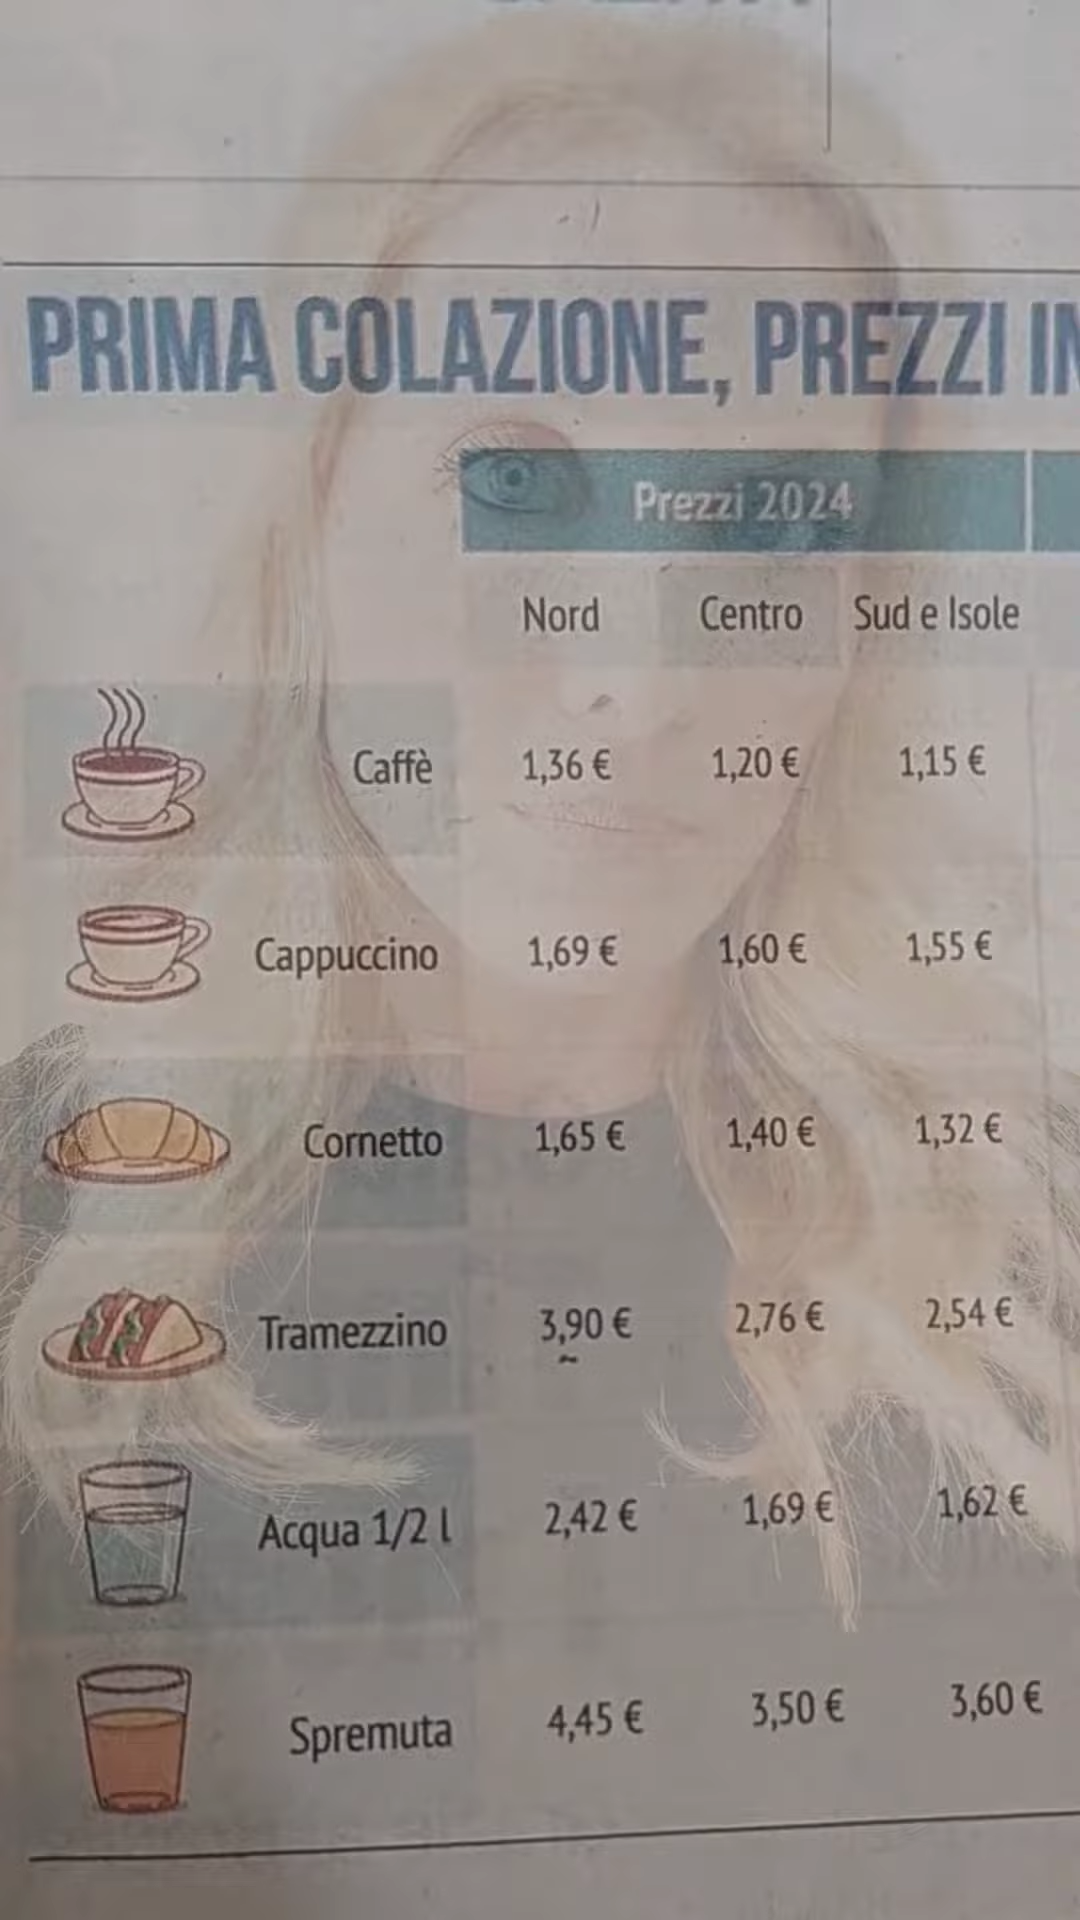 PRIMA COLAZIONE, PREZZI IN
Prezzi 2024
Nord Centro Sud e Isole
Caffè 1,36 € 1,20 € 1,15 €
Cappuccino 1,69 € 1,60 € 1,55 €
Cornetto 1,65 € 1,40 € 1,32 €
Tramezzino 3,90 € 2,76 € 2,54 €
Acqua 1/2 l 2,42 € 1,69 € 1,62 €
Spremuta 4,45 € 3,50 € 3,60 €